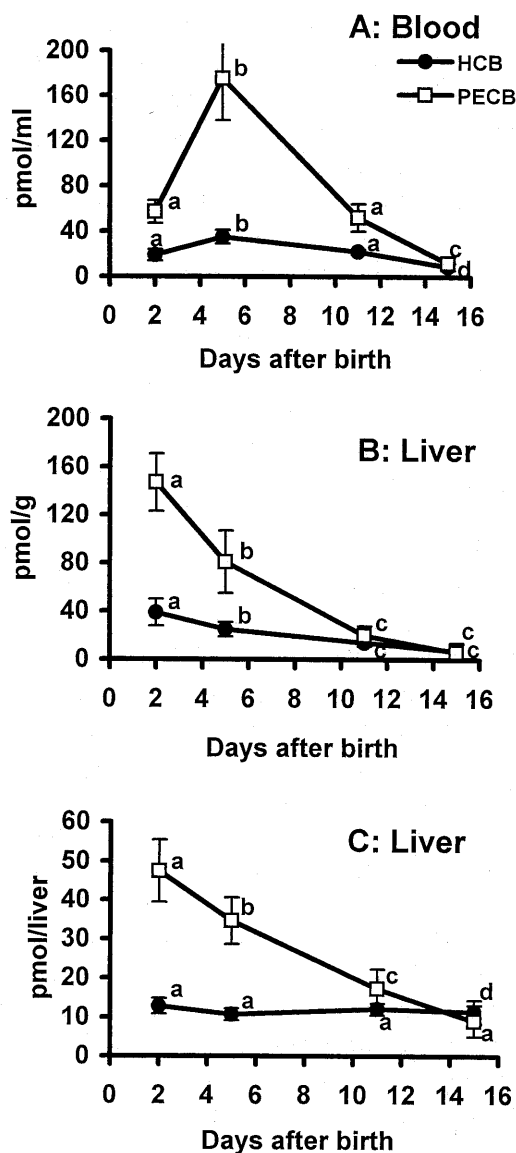 A: Blood
HCB
PECB
pmol/ml
200
160
120
80
40
0
a
b
a
c
a
b
a
d
0 2 4 6 8 10 12 14 16
Days after birth
B: Liver
pmol/g
200
160
120
80
40
0
a
b
c
c
a
b
c
c
0 2 4 6 8 10 12 14 16
Days after birth
C: Liver
pmol/liver
60
50
40
30
20
10
0
a
b
c
d
a
a
a
a
0 2 4 6 8 10 12 14 16
Days after birth